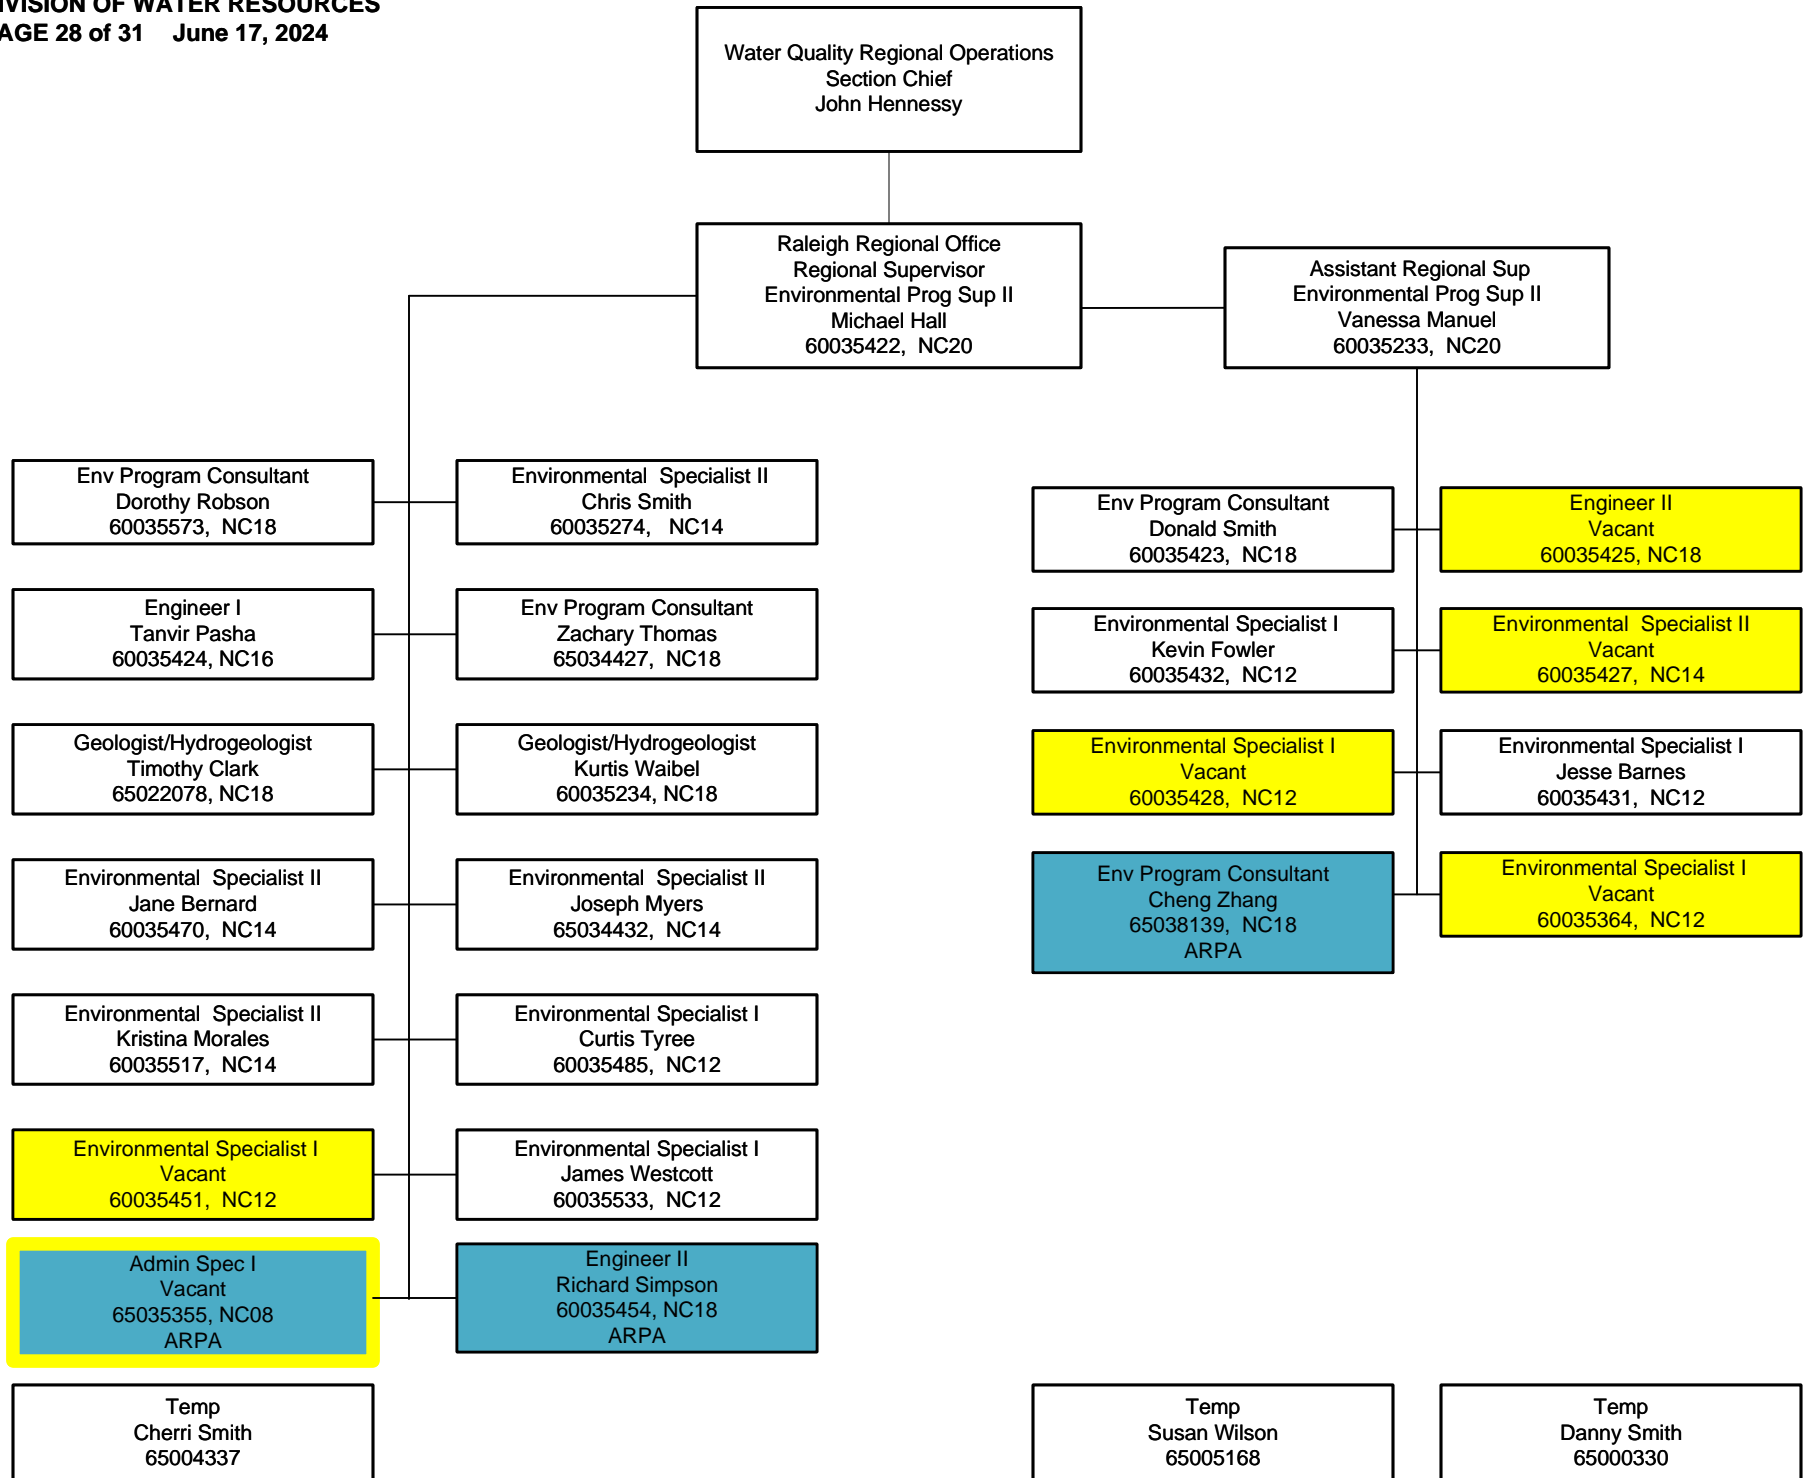 VISION OF WATER RESOURCES
AGE 28 of 31 June 17, 2024
Water Quality Regional Operations
Section Chief
John Hennessy
Raleigh Regional Office
Regional Supervisor
Environmental Prog Sup II
Michael Hall
60035422, NC20
Assistant Regional Sup
Environmental Prog Sup II
Vanessa Manuel
60035233, NC20
Env Program Consultant
Dorothy Robson
60035573, NC18
Environmental Specialist II
Chris Smith
60035274, NC14
Engineer I
Tanvir Pasha
60035424, NC16
Env Program Consultant
Zachary Thomas
65034427, NC18
Geologist/Hydrogeologist
Timothy Clark
65022078, NC18
Geologist/Hydrogeologist
Kurtis Waibel
60035234, NC18
Environmental Specialist II
Jane Bernard
60035470, NC14
Environmental Specialist II
Joseph Myers
65034432, NC14
Environmental Specialist II
Kristina Morales
60035517, NC14
Environmental Specialist I
Curtis Tyree
60035485, NC12
Environmental Specialist I
Vacant
60035451, NC12
Environmental Specialist I
James Westcott
60035533, NC12
Admin Spec I
Vacant
65035355, NC08
ARPA
Engineer II
Richard Simpson
60035454, NC18
ARPA
Temp
Cherri Smith
65004337
Env Program Consultant
Donald Smith
60035423, NC18
Engineer II
Vacant
60035425, NC18
Environmental Specialist I
Kevin Fowler
60035432, NC12
Environmental Specialist II
Vacant
60035427, NC14
Environmental Specialist I
Vacant
60035428, NC12
Environmental Specialist I
Jesse Barnes
60035431, NC12
Env Program Consultant
Cheng Zhang
65038139, NC18
ARPA
Environmental Specialist I
Vacant
60035364, NC12
Temp
Susan Wilson
65005168
Temp
Danny Smith
65000330